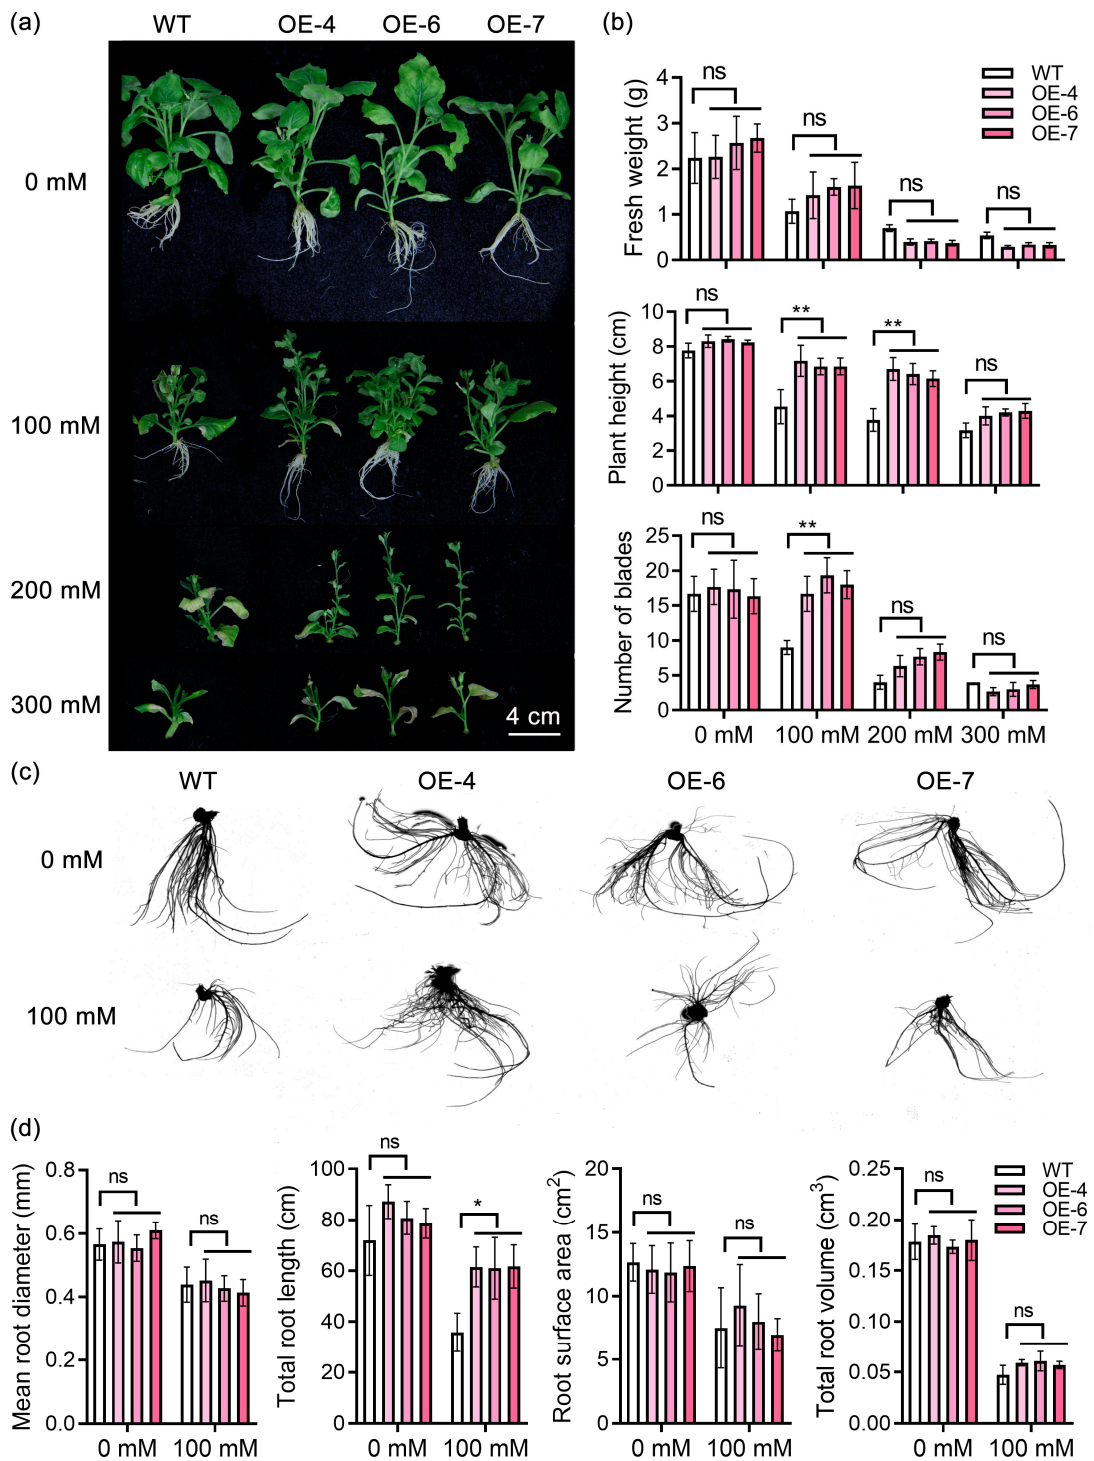 (a)
WT OE-4 OE-6 OE-7
0 mM
100 mM
200 mM
300 mM
4 cm
(b)
WT
OE-4
OE-6
OE-7
Fresh weight (g)
4
3
2
1
0
ns
ns
ns
ns
Plant height (cm)
10
8
6
4
2
0
ns
**
**
ns
Number of blades
25
20
15
10
5
0
ns
**
ns
ns
0 mM 100 mM 200 mM 300 mM
(c)
WT OE-4 OE-6 OE-7
0 mM
100 mM
(d)
Mean root diameter (mm)
0.8
0.6
0.4
0.2
0.0
ns
ns
0 mM 100 mM
Total root length (cm)
100
80
60
40
20
0
ns
*
0 mM 100 mM
Root surface area (cm²)
20
15
10
5
0
ns
ns
0 mM 100 mM
Total root volume (cm³)
0.25
0.20
0.15
0.10
0.05
0.00
ns
ns
0 mM 100 mM
WT
OE-4
OE-6
OE-7